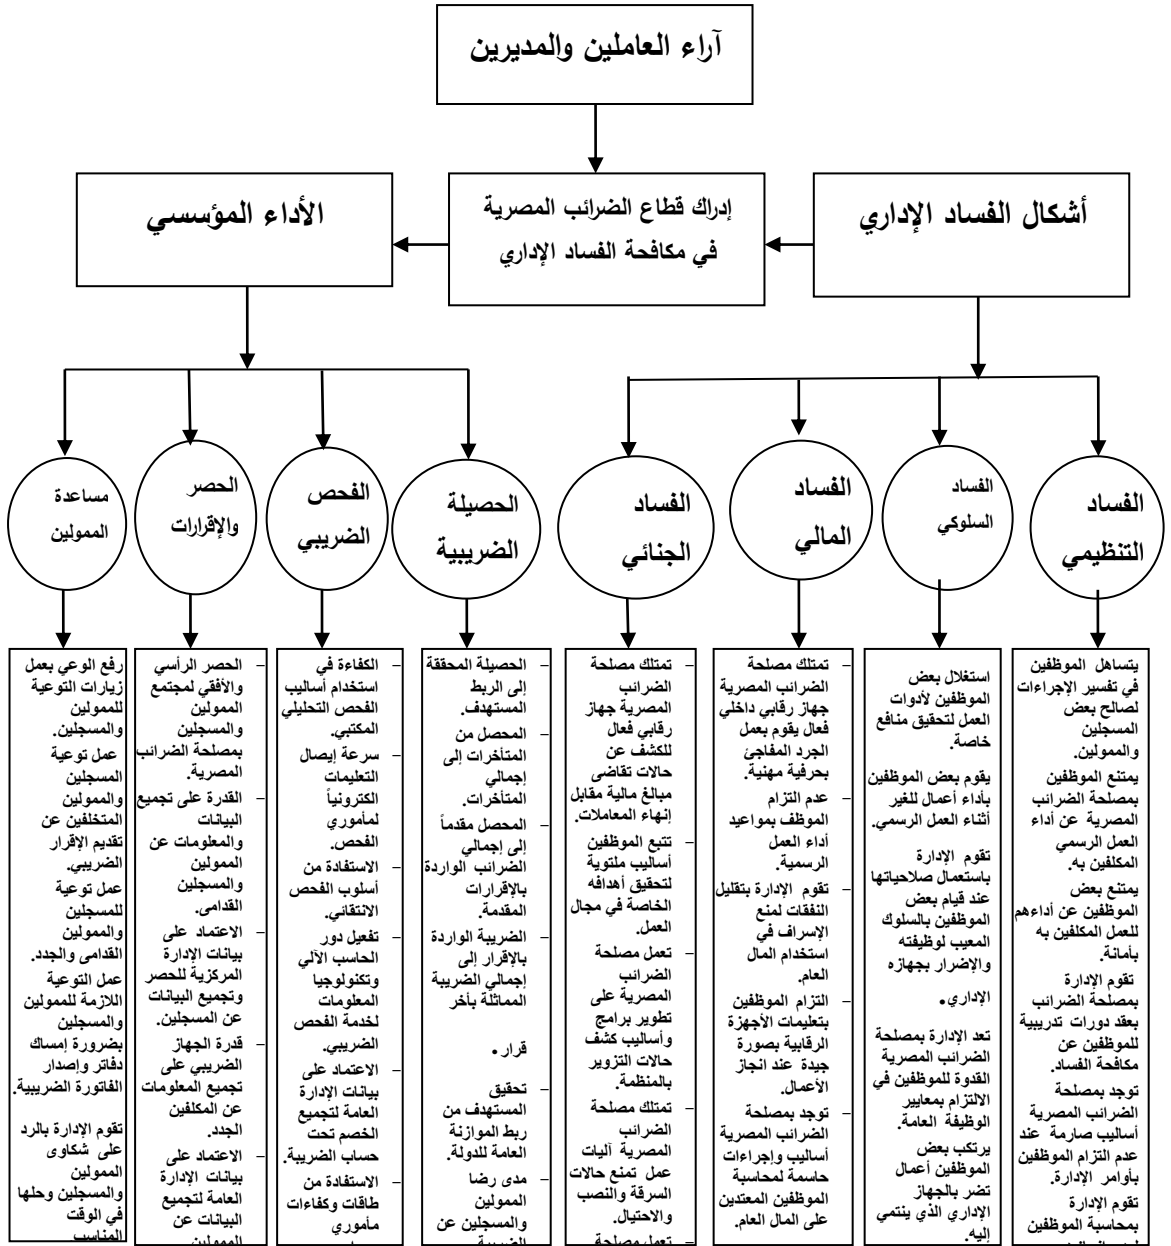 آراء العاملين والمديرين
أشكال الفساد الإداري
إدراك قطاع الضرائب المصرية
في مكافحة الفساد الإداري
الأداء المؤسسي
الفساد
التنظيمي
الفساد
السلوكي
الفساد
المالي
الفساد
الجنائي
الحصيلة
الضريبية
الفحص
الضريبي
الحصر
والإقرارات
مساعدة
الممولين
يتساهل الموظفين
في تفسير الإجراءات
لصالح بعض
المسجلين
والممولين.
يمتنع الموظفين
بمصلحة الضرائب
المصرية عن أداء
العمل الرسمي
المكلفين به.
يمتنع بعض
الموظفين عن أداءهم
للعمل المكلفين به
بأمانة.
تقوم الإدارة
بمصلحة الضرائب
بعقد دورات تدريبية
للموظفين عن
مكافحة الفساد.
توجد بمصلحة
الضرائب المصرية
أساليب صارمة عند
عدم التزام الموظفين
بأوامر الإدارة.
تقوم الإدارة
بمحاسبة الموظفين
استغلال بعض
الموظفين لأدوات
العمل لتحقيق منافع
خاصة.
يقوم بعض الموظفين
بأداء أعمال للغير
أثناء العمل الرسمي.
تقوم الإدارة
باستعمال صلاحياتها
عند قيام بعض
الموظفين بالسلوك
المعيب لوظيفته
والإضرار بجهازه
الإداري.
تعد الإدارة بمصلحة
الضرائب المصرية
القدوة للموظفين في
الالتزام بمعايير
الوظيفة العامة.
يرتكب بعض
الموظفين أعمال
تضر بالجهاز
الإداري الذي ينتمي
إليه.
– تمتلك مصلحة
الضرائب المصرية
جهاز رقابي داخلي
فعال يقوم بعمل
الجرد المفاجئ
بحرفية مهنية.
– عدم التزام
الموظف بمواعيد
أداء العمل
الرسمية.
– تقوم الإدارة بتقليل
النفقات لمنع
الإسراف في
استخدام المال
العام.
– التزام الموظفين
بتعليمات الأجهزة
الرقابية بصورة
جيدة عند انجاز
الأعمال.
– توجد بمصلحة
الضرائب المصرية
أساليب وإجراءات
حاسمة لمحاسبة
الموظفين المعتدين
على المال العام.
– تمتلك مصلحة
الضرائب
المصرية جهاز
رقابي فعال
للكشف عن
حالات تقاضى
مبالغ مالية مقابل
إنهاء المعاملات.
– تتبع الموظفين
أساليب ملتوية
لتحقيق أهدافه
الخاصة في مجال
العمل.
– تعمل مصلحة
الضرائب
المصرية على
تطوير برامج
وأساليب كشف
حالات التزوير
بالمنظمة.
– تمتلك مصلحة
الضرائب
المصرية آليات
عمل تمنع حالات
السرقة والنصب
والاحتيال.
– تعمل مصلحة
– الحصيلة المحققة
إلى الربط
المستهدف.
– المحصل من
المتأخرات إلى
إجمالي
المتأخرات.
– المحصل مقدماً
إلى إجمالي
الضرائب الواردة
بالإقرارات
المقدمة.
– الضريبة الواردة
بالإقرار إلى
إجمالي الضريبة
المماثلة بأخر
قرار.
– تحقيق
المستهدف من
ربط الموازنة
العامة للدولة.
– مدى رضا
الممولين
والمسجلين عن
الضريبة
– الكفاءة في
استخدام أساليب
الفحص التحليلي
المكتبي.
– سرعة إيصال
التعليمات
الكترونياً
لمأموري
الفحص.
– الاستفادة من
أسلوب الفحص
الانتقائي.
– تفعيل دور
الحاسب الآلي
وتكنولوجيا
المعلومات
لخدمة الفحص
الضريبي.
– الاعتماد على
بيانات الإدارة
العامة لتجميع
الخصم تحت
حساب الضريبة.
– الاستفادة من
طاقات وكفاءات
مأموري
– الحصر الرأسي
والأفقي لمجتمع
الممولين
والمسجلين
بمصلحة الضرائب
المصرية.
– القدرة على تجميع
البيانات
والمعلومات عن
الممولين
والمسجلين
القدامى.
– الاعتماد على
بيانات الإدارة
المركزية للحصر
وتجميع البيانات
عن المسجلين.
– قدرة الجهاز
الضريبي على
تجميع المعلومات
عن المكلفين
الجدد.
– الاعتماد على
بيانات الإدارة
العامة لتجميع
البيانات عن
الممولين
رفع الوعي بعمل
زيارات التوعية
للممولين
والمسجلين.
عمل توعية
المسجلين
والممولين
المتخلفين عن
تقديم الإقرار
الضريبي.
عمل توعية
للمسجلين
والممولين
القدامى والجدد.
عمل التوعية
اللازمة للممولين
والمسجلين
بضرورة إمساك
دفاتر وإصدار
الفاتورة الضريبية.
تقوم الإدارة بالرد
على شكاوى
الممولين
والمسجلين وحلها
في الوقت
المناسب